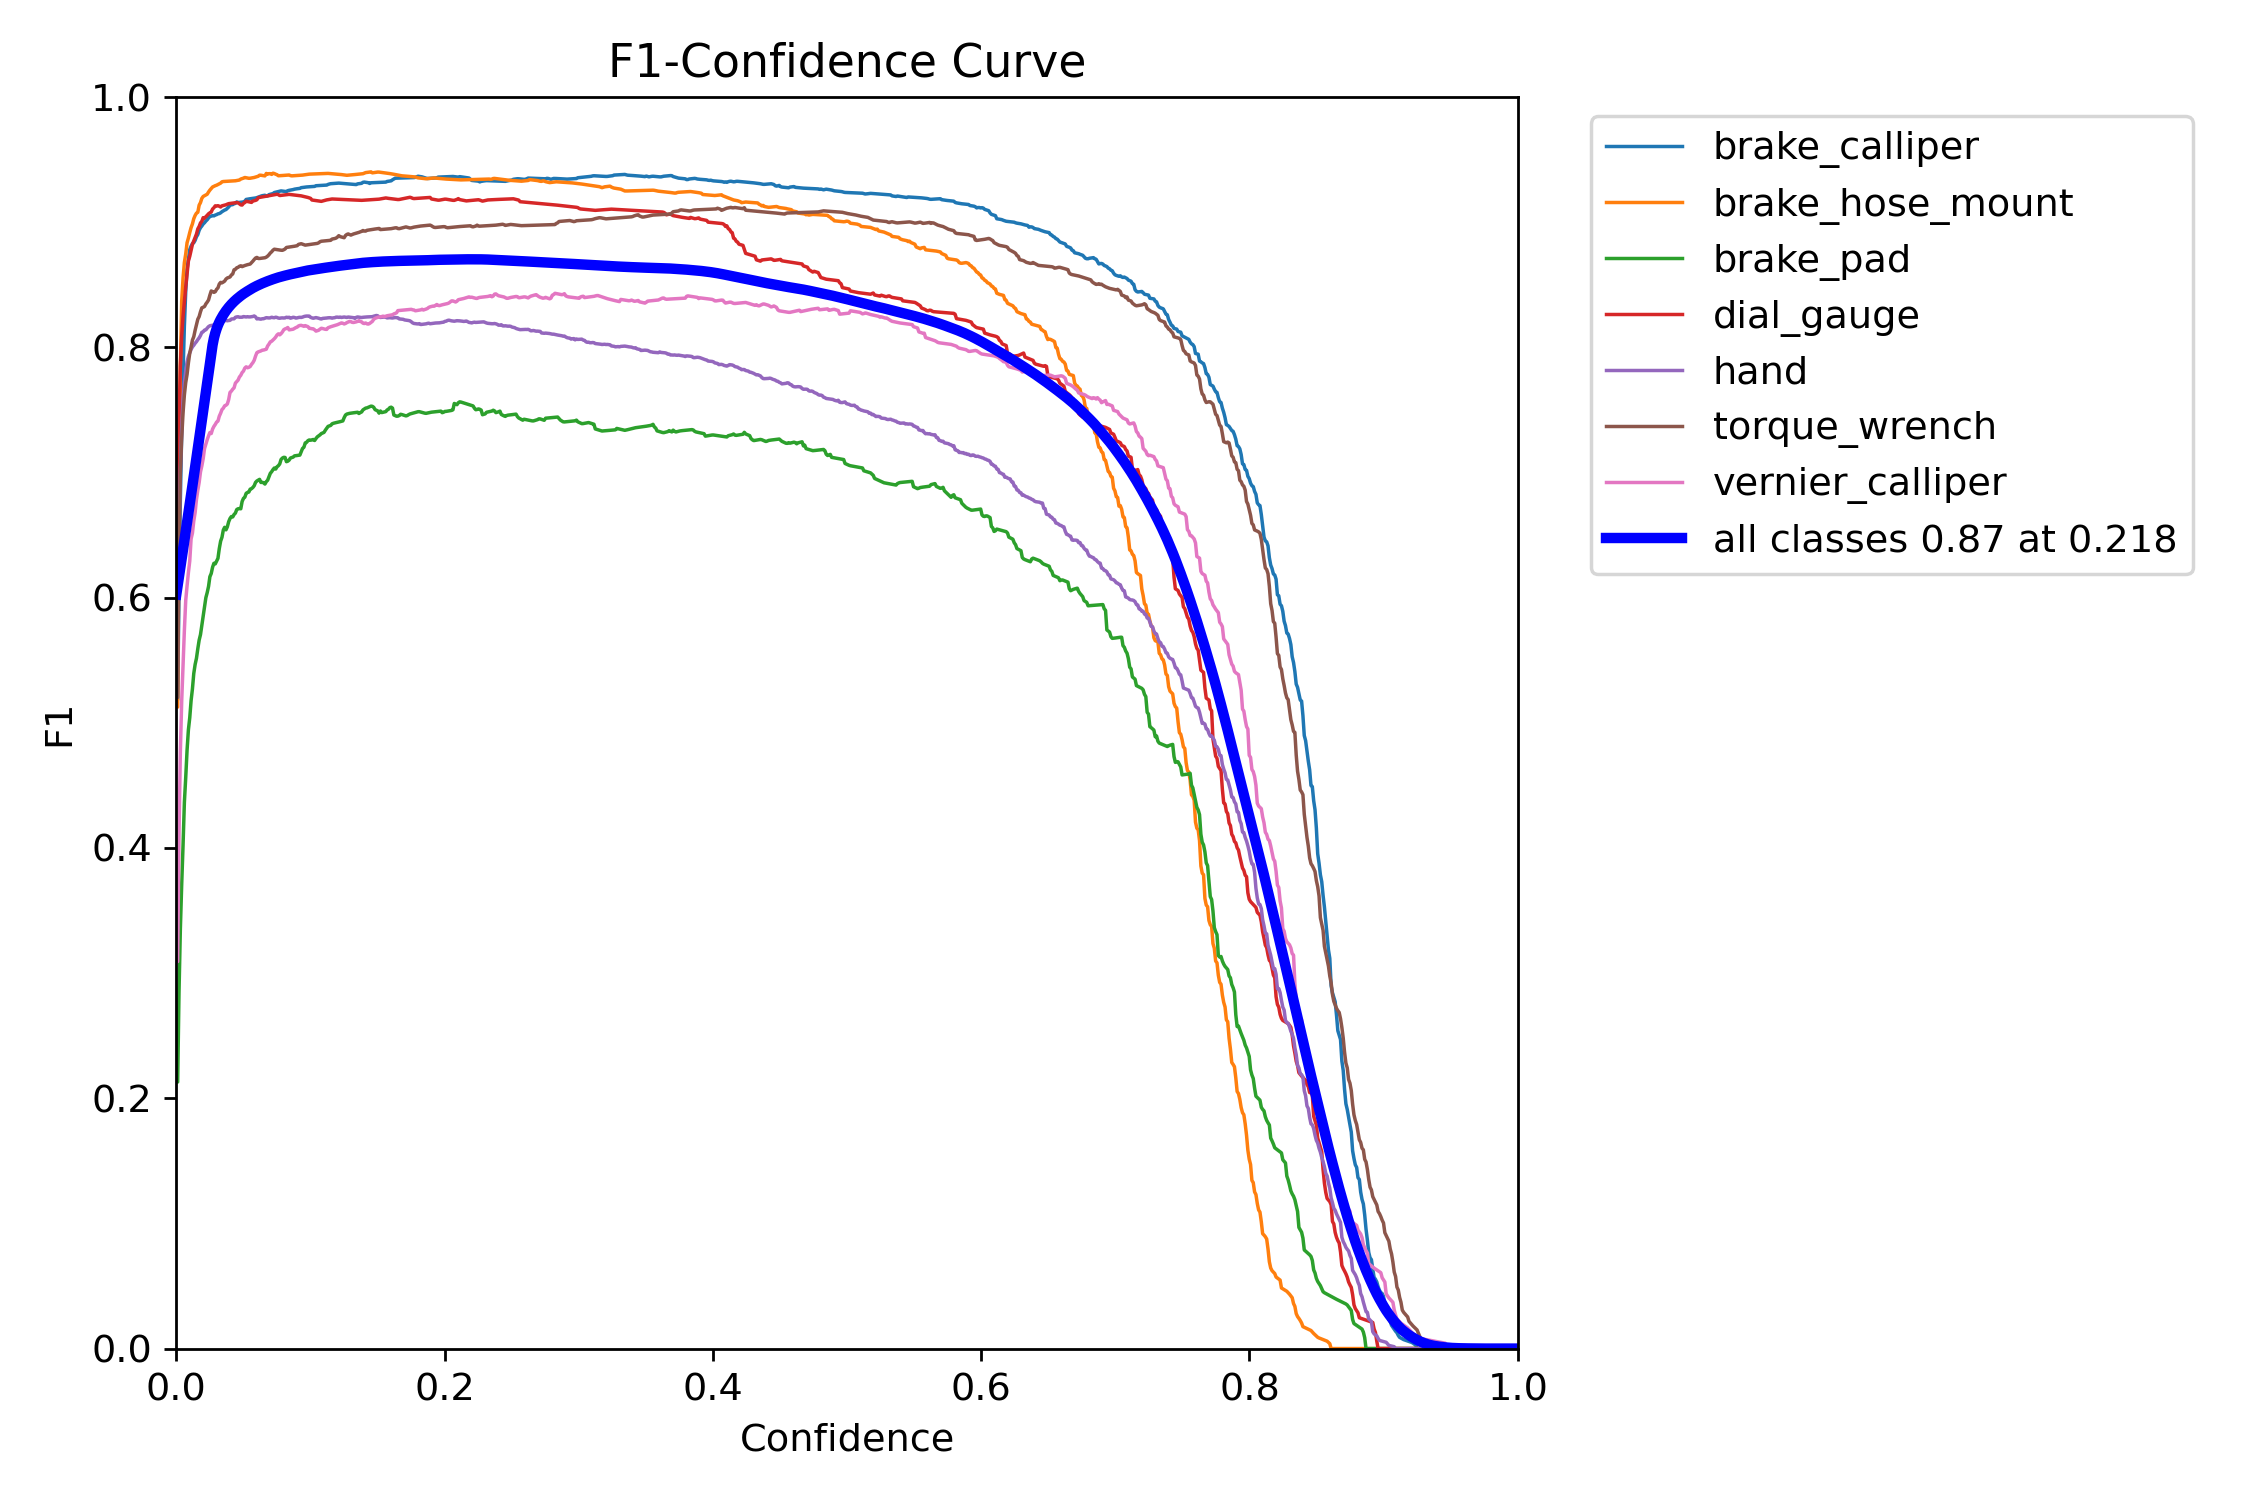 F1-Confidence Curve
1.0
0.8
0.6
0.4
0.2
0.0
F1
0.0 0.2 0.4 0.6 0.8 1.0
Confidence
brake_calliper
brake_hose_mount
brake_pad
dial_gauge
hand
torque_wrench
vernier_calliper
all classes 0.87 at 0.218